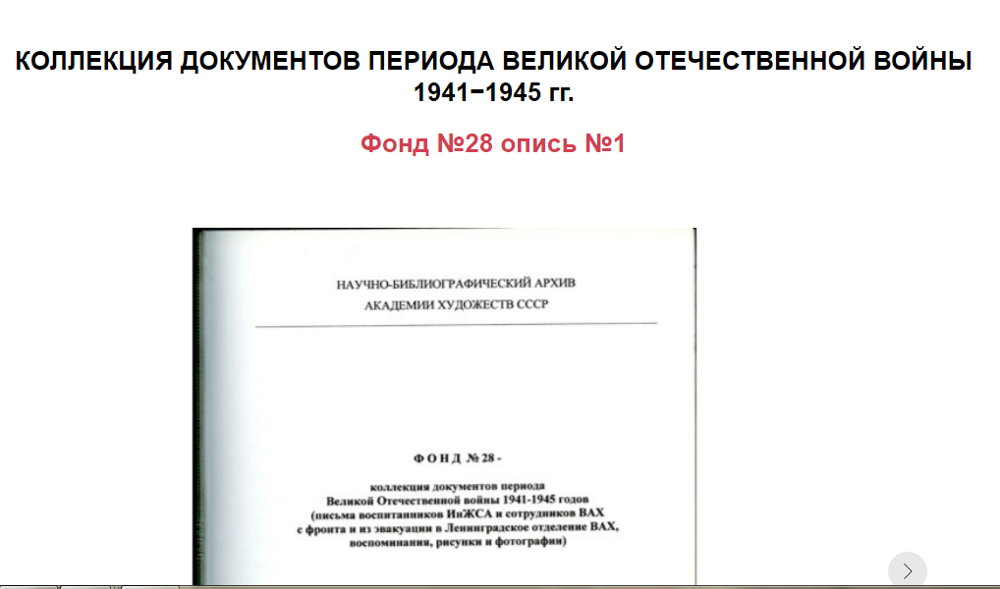 КОЛЛЕКЦИЯ ДОКУМЕНТОВ ПЕРИОДА ВЕЛИКОЙ ОТЕЧЕСТВЕННОЙ ВОЙНЫ
1941−1945 гг.
Фонд №28 опись №1
НАУЧНО-БИБЛИОГРАФИЧЕСКИЙ АРХИВ
АКАДЕМИИ ХУДОЖЕСТВ СССР
Ф О Н Д № 28 -
коллекция документов периода
Великой Отечественной войны 1941-1945 годов
(письма воспитанников ИнЖСА и сотрудников ВАХ
с фронта и из эвакуации в Ленинградское отделение ВАХ,
воспоминания, рисунки и фотографии)